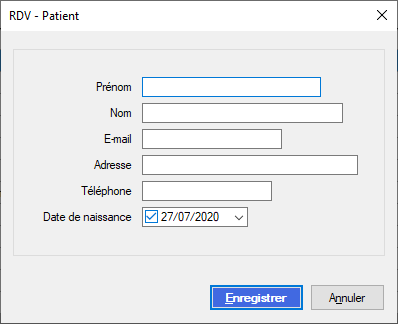 RDV - Patient
Prénom
Nom
E-mail
Adresse
Téléphone
Date de naissance 27/07/2020
Enregistrer Annuler